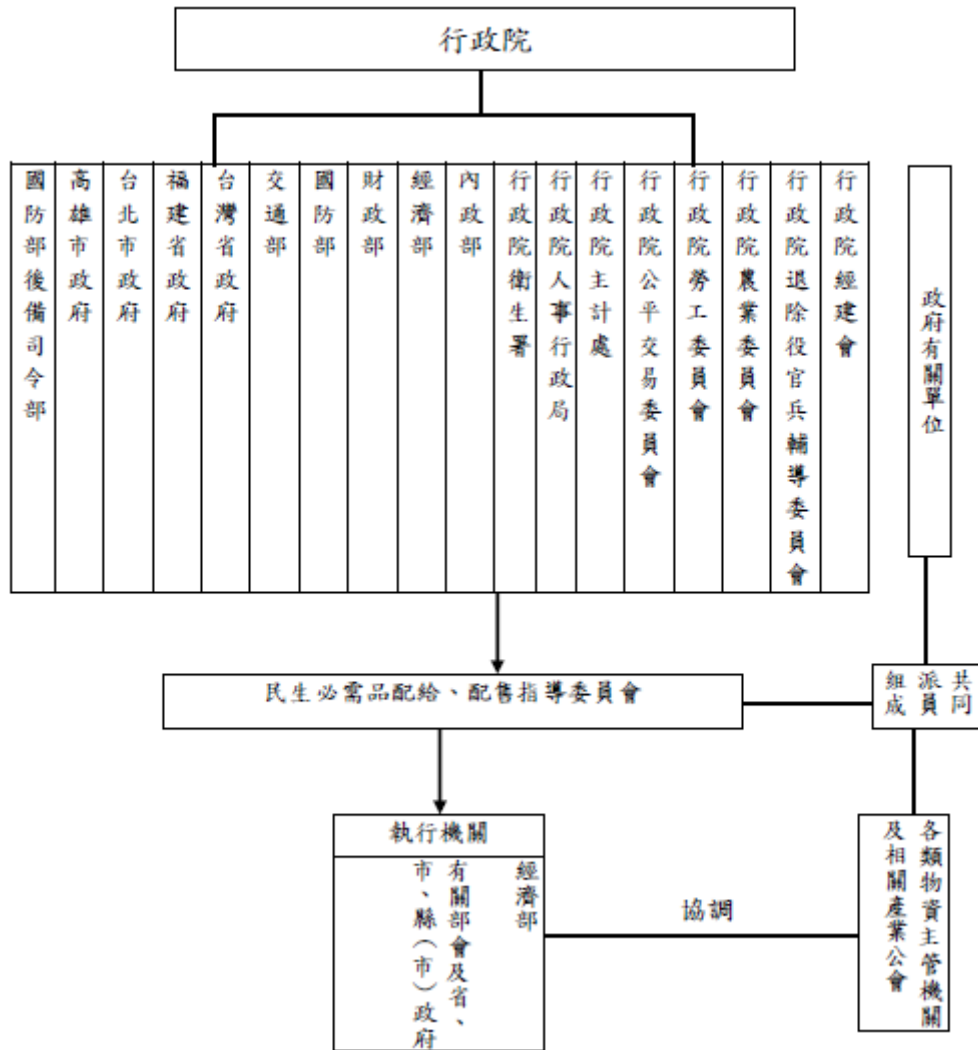 行政院
行政院經建會
行政院退除役官兵輔導委員會
行政院農業委員會
行政院勞工委員會
行政院公平交易委員會
行政院主計處
行政院人事行政局
行政院衛生署
內政部
經濟部
財政部
國防部
交通部
台灣省政府
福建省政府
台北市政府
高雄市政府
國防部後備司令部
政府有關單位
民生必需品配給、配售指導委員會
共同
派員
組成
執行機關
經濟部
有關部會及省、
市、縣（市）政府
協調
各類物資主管機關
及相關產業公會